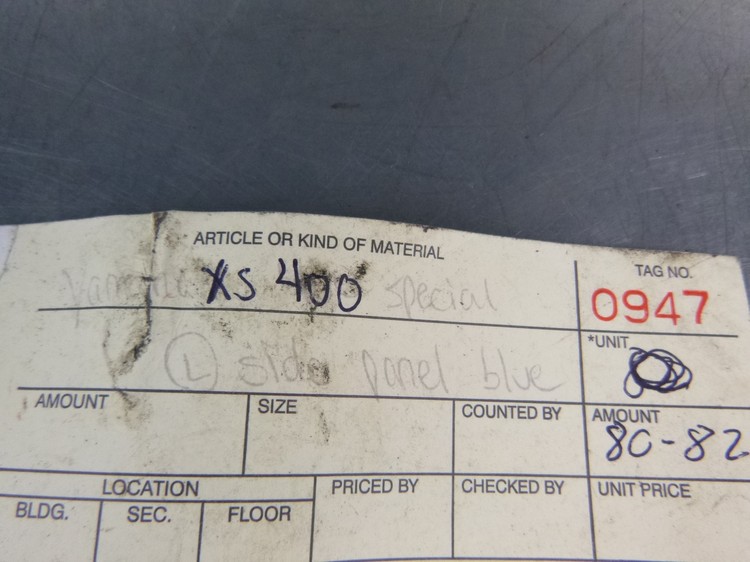 ARTICLE OR KIND OF MATERIAL
TAG NO.
Yamaha XS 400 special
0947
*UNIT
(L) side panel blue
AMOUNT
SIZE
COUNTED BY
AMOUNT
80-82
LOCATION
PRICED BY
CHECKED BY
UNIT PRICE
BLDG.
SEC.
FLOOR